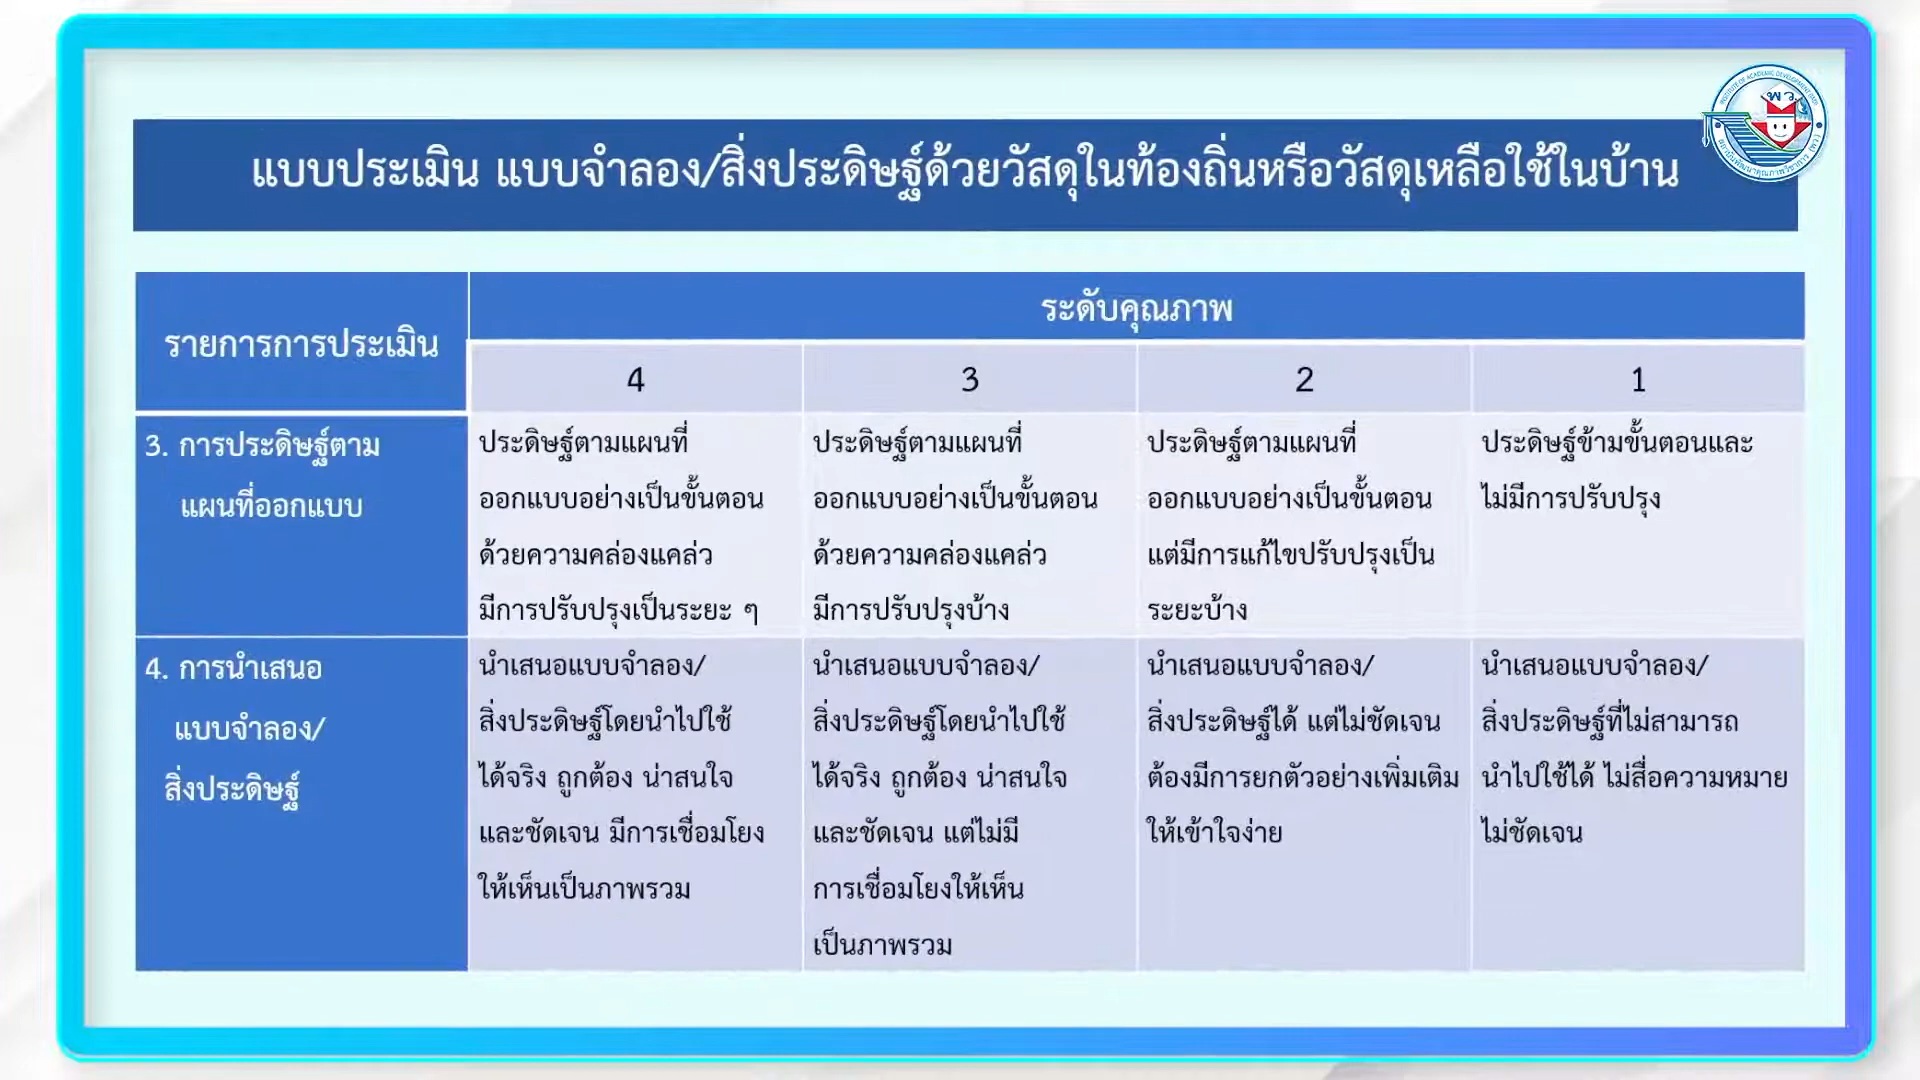 แบบประเมิน แบบจำลอง/สิ่งประดิษฐ์ด้วยวัสดุในท้องถิ่นหรือวัสดุเหลือใช้ในบ้าน
พว.
INSTITUTE OF ACADEMIC DEVELOPMENT (IAD)
สถาบันพัฒนาคุณภาพวิชาการ (พว.)
รายการการประเมิน
ระดับคุณภาพ
4
3
2
1
3. การประดิษฐ์ตาม
แผนที่ออกแบบ
ประดิษฐ์ตามแผนที่
ออกแบบอย่างเป็นขั้นตอน
ด้วยความคล่องแคล่ว
มีการปรับปรุงเป็นระยะ ๆ
ประดิษฐ์ตามแผนที่
ออกแบบอย่างเป็นขั้นตอน
ด้วยความคล่องแคล่ว
มีการปรับปรุงบ้าง
ประดิษฐ์ตามแผนที่
ออกแบบอย่างเป็นขั้นตอน
แต่มีการแก้ไขปรับปรุงเป็น
ระยะบ้าง
ประดิษฐ์ข้ามขั้นตอนและ
ไม่มีการปรับปรุง
4. การนำเสนอ
แบบจำลอง/
สิ่งประดิษฐ์
นำเสนอแบบจำลอง/
สิ่งประดิษฐ์โดยนำไปใช้
ได้จริง ถูกต้อง น่าสนใจ
และชัดเจน มีการเชื่อมโยง
ให้เห็นเป็นภาพรวม
นำเสนอแบบจำลอง/
สิ่งประดิษฐ์โดยนำไปใช้
ได้จริง ถูกต้อง น่าสนใจ
และชัดเจน แต่ไม่มี
การเชื่อมโยงให้เห็น
เป็นภาพรวม
นำเสนอแบบจำลอง/
สิ่งประดิษฐ์ได้ แต่ไม่ชัดเจน
ต้องมีการยกตัวอย่างเพิ่มเติม
ให้เข้าใจง่าย
นำเสนอแบบจำลอง/
สิ่งประดิษฐ์ที่ไม่สามารถ
นำไปใช้ได้ ไม่สื่อความหมาย
ไม่ชัดเจน